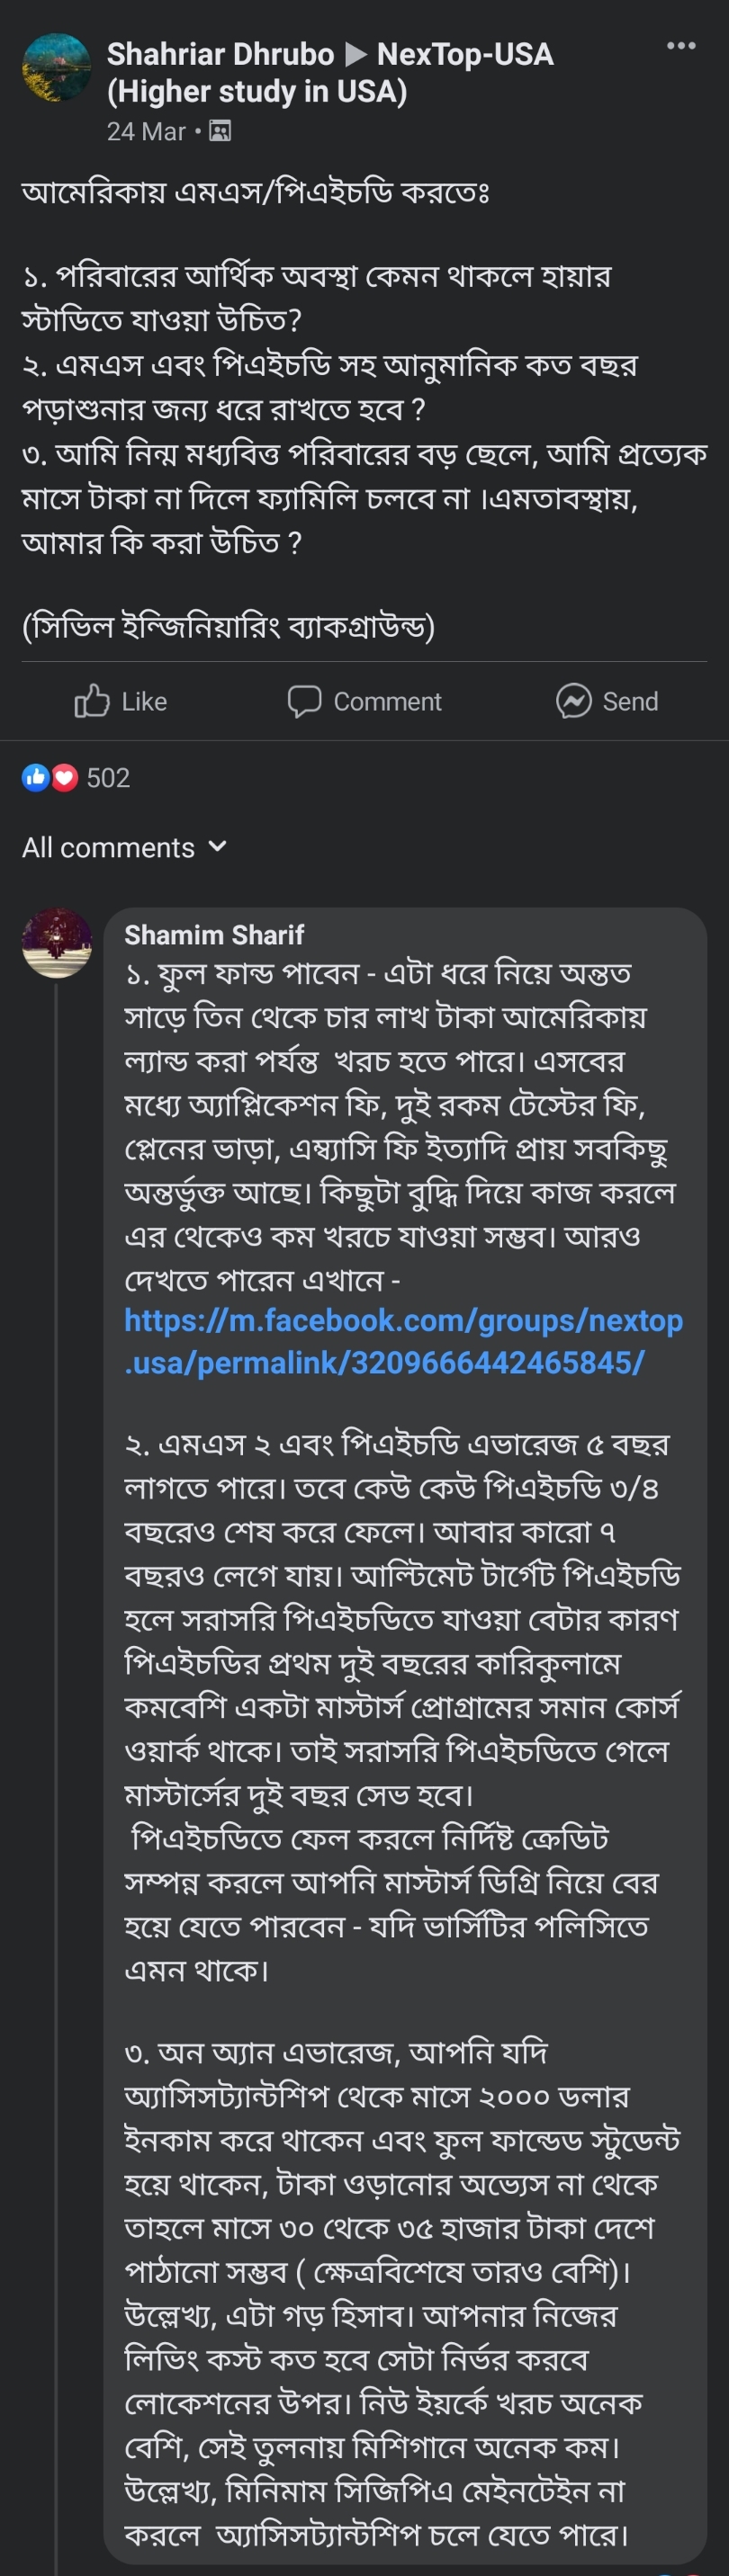 Shahriar Dhrubo ▶ NexTop-USA
(Higher study in USA)
24 Mar •
আমেরিকায় এমএস/পিএইচডি করতেঃ
১. পরিবারের আর্থিক অবস্থা কেমন থাকলে হায়ার
স্টাডিতে যাওয়া উচিত?
২. এমএস এবং পিএইচডি সহ আনুমানিক কত বছর
পড়াশুনার জন্য ধরে রাখতে হবে ?
৩. আমি নিন্ম মধ্যবিত্ত পরিবারের বড় ছেলে, আমি প্রত্যেক
মাসে টাকা না দিলে ফ্যামিলি চলবে না ।এমতাবস্থায়,
আমার কি করা উচিত ?
(সিভিল ইন্জিনিয়ারিং ব্যাকগ্রাউন্ড)
Like Comment Send
502
All comments
Shamim Sharif
১. ফুল ফান্ড পাবেন - এটা ধরে নিয়ে অন্তত
সাড়ে তিন থেকে চার লাখ টাকা আমেরিকায়
ল্যান্ড করা পর্যন্ত  খরচ হতে পারে। এসবের
মধ্যে অ্যাপ্লিকেশন ফি, দুই রকম টেস্টের ফি,
প্লেনের ভাড়া, এম্ব্যাসি ফি ইত্যাদি প্রায় সবকিছু
অন্তর্ভুক্ত আছে। কিছুটা বুদ্ধি দিয়ে কাজ করলে
এর থেকেও কম খরচে যাওয়া সম্ভব। আরও
দেখতে পারেন এখানে -
https://m.facebook.com/groups/nextop
.usa/permalink/3209666442465845/
২. এমএস ২ এবং পিএইচডি এভারেজ ৫ বছর
লাগতে পারে। তবে কেউ কেউ পিএইচডি ৩/৪
বছরেও শেষ করে ফেলে। আবার কারো ৭
বছরও লেগে যায়। আল্টিমেট টার্গেট পিএইচডি
হলে সরাসরি পিএইচডিতে যাওয়া বেটার কারণ
পিএইচডির প্রথম দুই বছরের কারিকুলামে
কমবেশি একটা মাস্টার্স প্রোগ্রামের সমান কোর্স
ওয়ার্ক থাকে। তাই সরাসরি পিএইচডিতে গেলে
মাস্টার্সের দুই বছর সেভ হবে।
পিএইচডিতে ফেল করলে নির্দিষ্ট ক্রেডিট
সম্পন্ন করলে আপনি মাস্টার্স ডিগ্রি নিয়ে বের
হয়ে যেতে পারবেন - যদি ভার্সিটির পলিসিতে
এমন থাকে।
৩. অন অ্যান এভারেজ, আপনি যদি
অ্যাসিসট্যান্টশিপ থেকে মাসে ২০০০ ডলার
ইনকাম করে থাকেন এবং ফুল ফান্ডেড স্টুডেন্ট
হয়ে থাকেন, টাকা ওড়ানোর অভ্যেস না থেকে
তাহলে মাসে ৩০ থেকে ৩৫ হাজার টাকা দেশে
পাঠানো সম্ভব ( ক্ষেত্রবিশেষে তারও বেশি)।
উল্লেখ্য, এটা গড় হিসাব। আপনার নিজের
লিভিং কস্ট কত হবে সেটা নির্ভর করবে
লোকেশনের উপর। নিউ ইয়র্কে খরচ অনেক
বেশি, সেই তুলনায় মিশিগানে অনেক কম।
উল্লেখ্য, মিনিমাম সিজিপিএ মেইনটেইন না
করলে  অ্যাসিসট্যান্টশিপ চলে যেতে পারে।